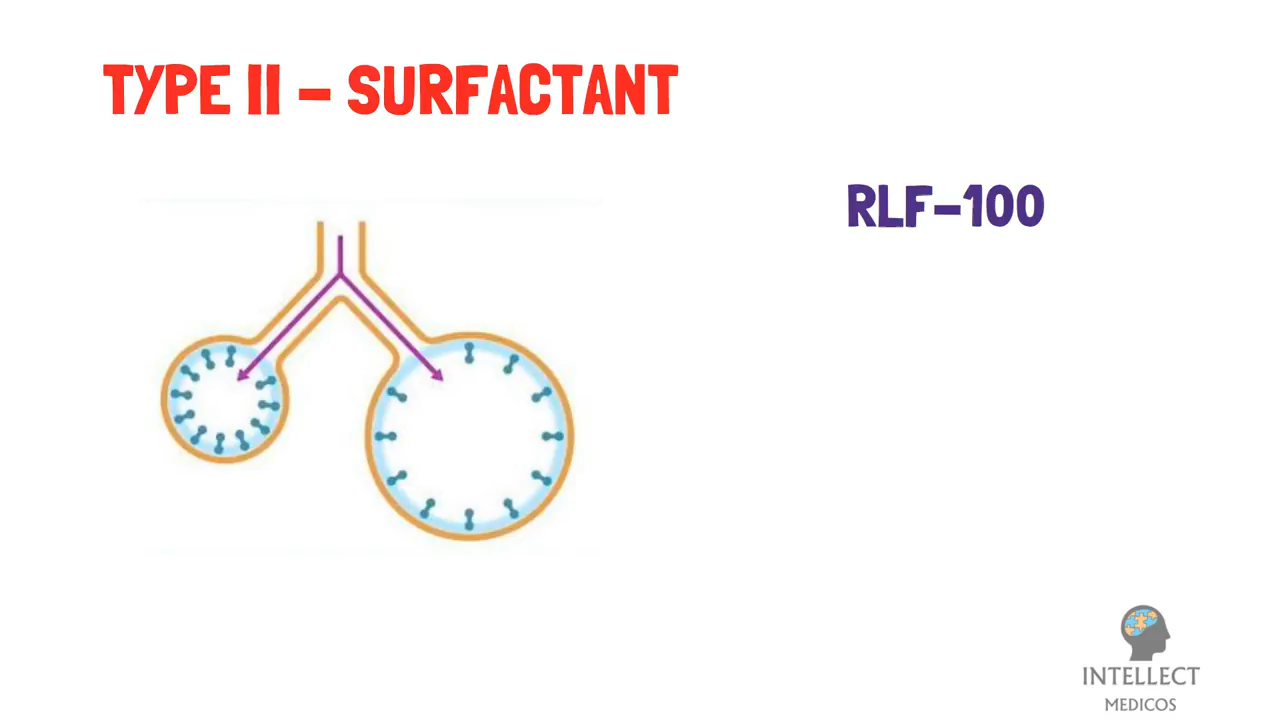 TYPE II - SURFACTANT
RLF-100
INTELLECT
MEDICOS